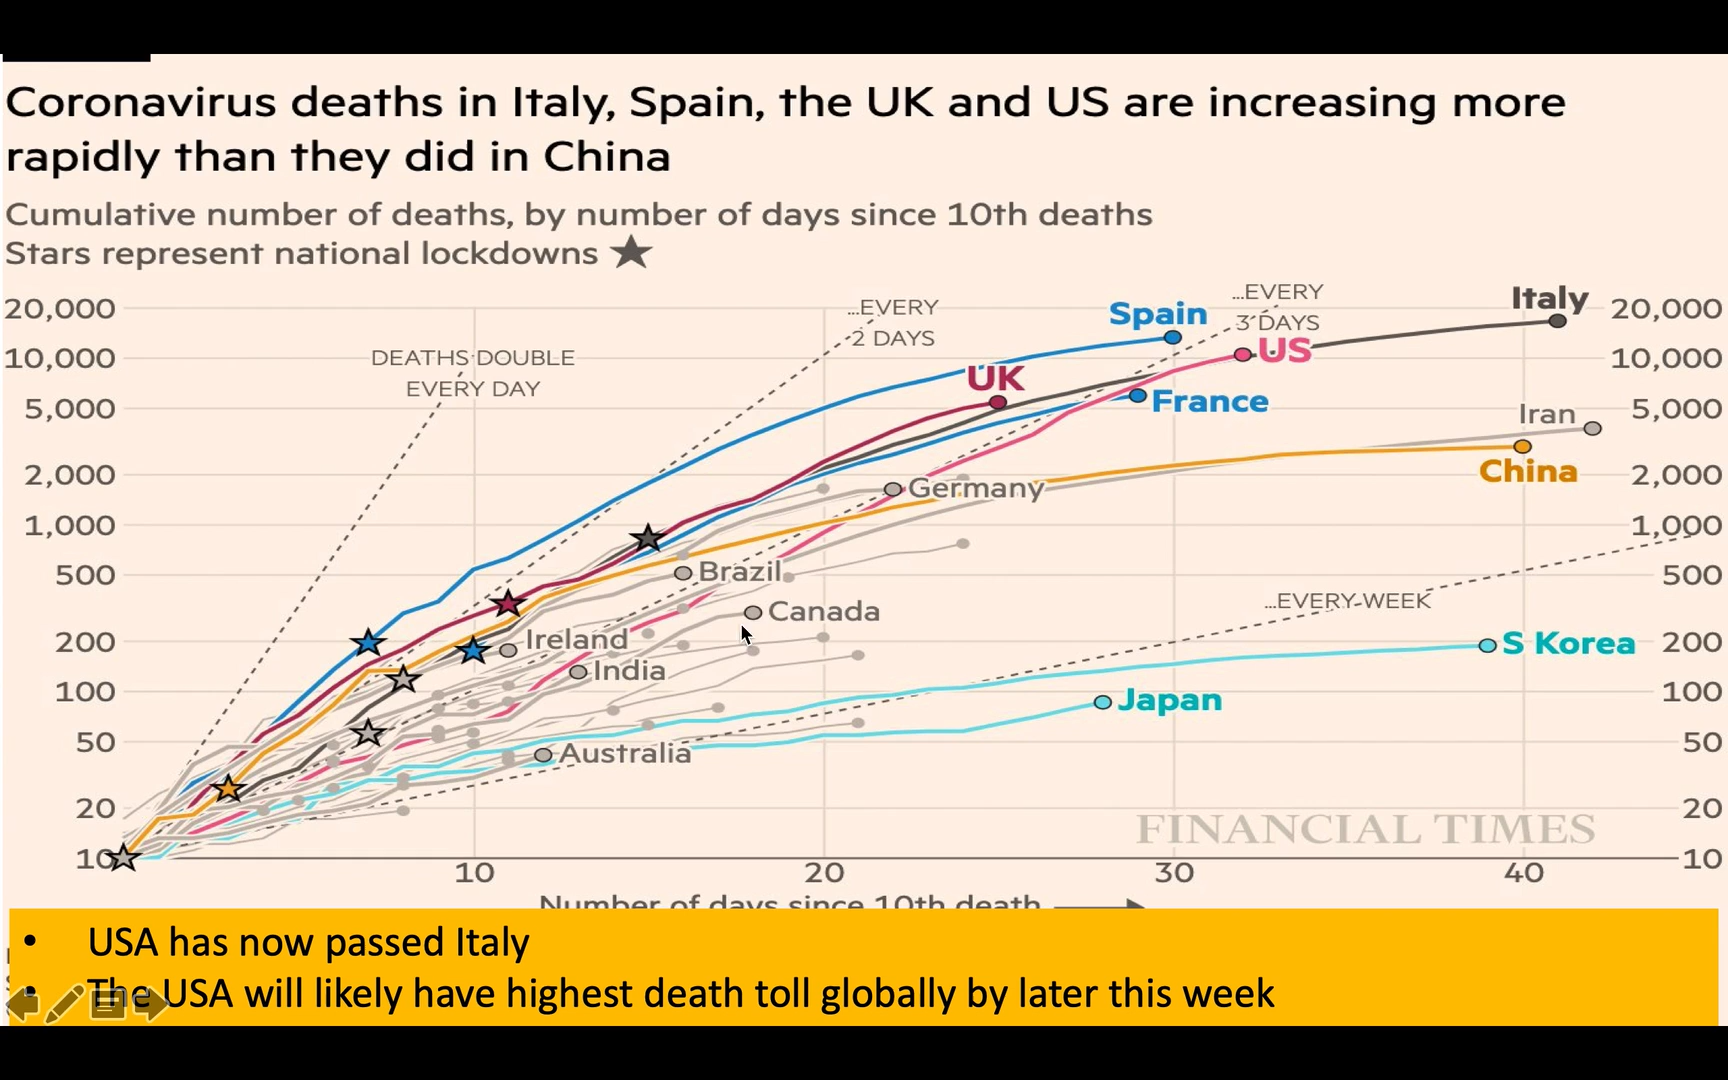 Coronavirus deaths in Italy, Spain, the UK and US are increasing more
rapidly than they did in China
Cumulative number of deaths, by number of days since 10th deaths
Stars represent national lockdowns
20,000
10,000
5,000
2,000
1,000
500
200
100
50
20
10
DEATHS DOUBLE
EVERY DAY
...EVERY
2 DAYS
...EVERY
3 DAYS
...EVERY WEEK
Spain
Italy
US
UK
France
Iran
China
Germany
Brazil
Canada
Ireland
India
S Korea
Japan
Australia
20,000
10,000
5,000
2,000
1,000
500
200
100
50
20
10
FINANCIAL TIMES
10
20
30
40
Number of days since 10th death
• USA has now passed Italy
• The USA will likely have highest death toll globally by later this week